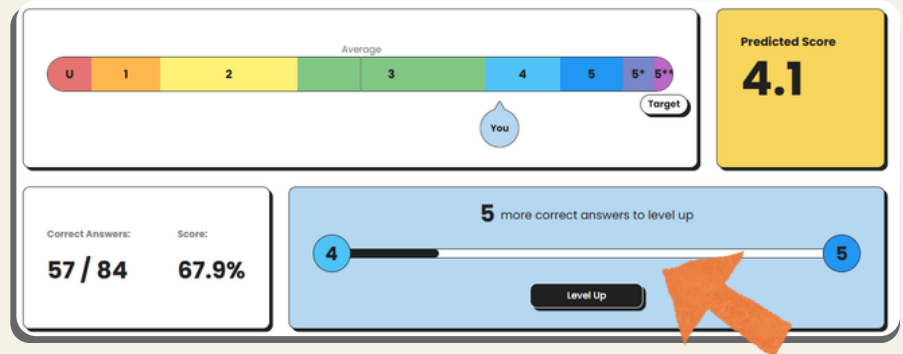 Average
U 1 2 3 4 5 5* 5**
Target
You
Predicted Score
4.1
Correct Answers: Score:
57 / 84 67.9%
5 more correct answers to level up
4 5
Level Up